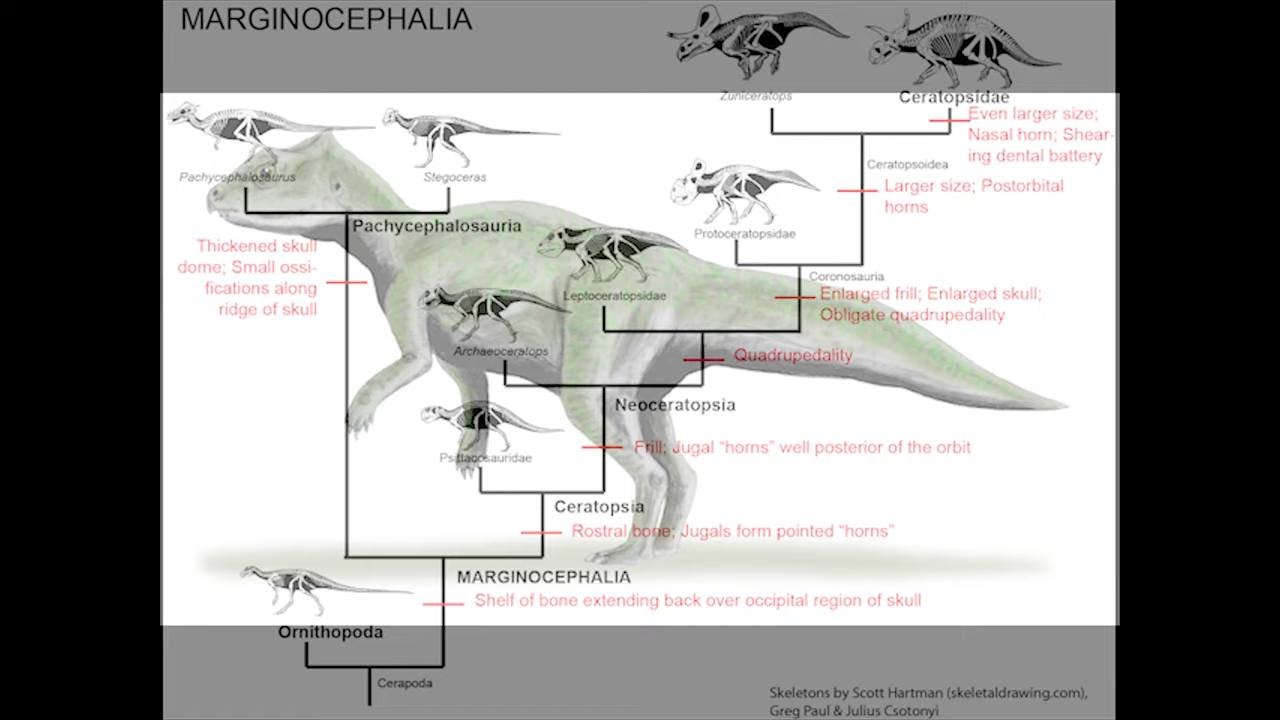 MARGINOCEPHALIA
Zuniceratops
Ceratopsidae
Even larger size;
Nasal horn; Shear-
ing dental battery
Ceratopsoidea
Larger size; Postorbital
horns
Pachycephalosaurus
Stegoceras
Pachycephalosauria
Thickened skull
dome; Small ossi-
fications along
ridge of skull
Protoceratopsidae
Coronosauria
Enlarged frill; Enlarged skull;
Obligate quadrupedality
Leptoceratopsidae
Quadrupedality
Archaeoceratops
Neoceratopsia
Frill; Jugal “horns” well posterior of the orbit
Psittacosauridae
Ceratopsia
Rostral bone; Jugals form pointed “horns”
MARGINOCEPHALIA
Shelf of bone extending back over occipital region of skull
Ornithopoda
Cerapoda
Skeletons by Scott Hartman (skeletaldrawing.com),
Greg Paul & Julius Csotonyi